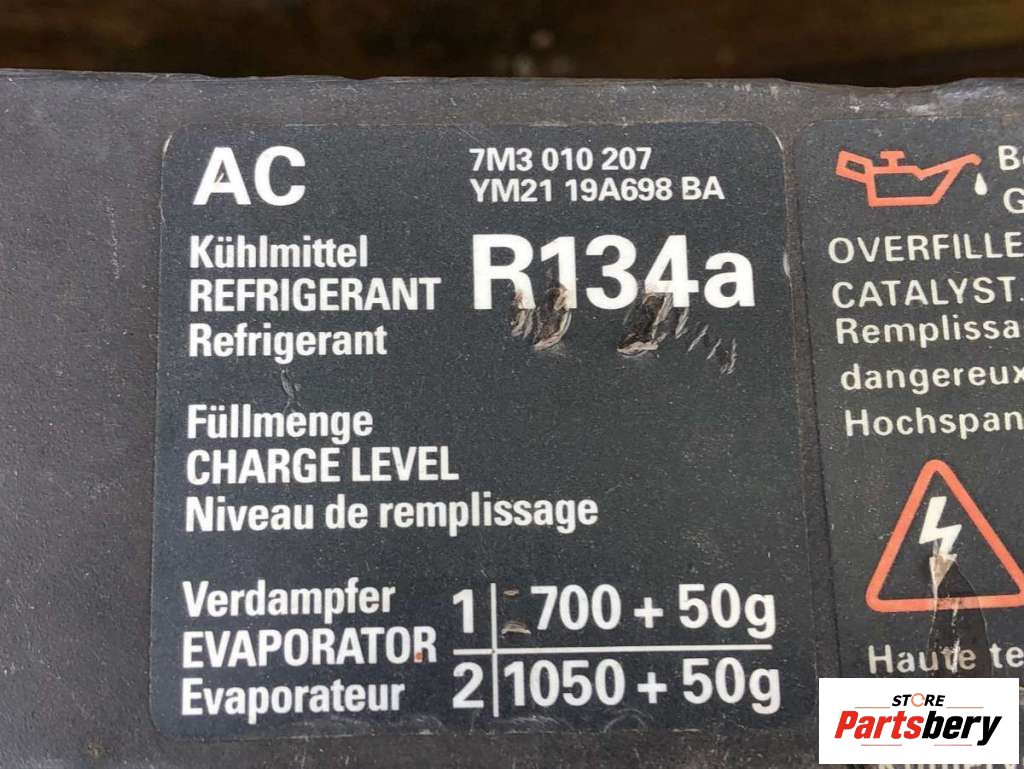 AC
7M3 010 207
YM21 19A698 BA
Kühlmittel
REFRIGERANT
Refrigerant
R134a
Füllmenge
CHARGE LEVEL
Niveau de remplissage
Verdampfer
EVAPORATOR
Evaporateur
1 700 + 50g
2 1050 + 50g
OVERFILLE
CATALYST.
Remplissa
dangereux
Hochspan
Haute te
STORE
Partsbery